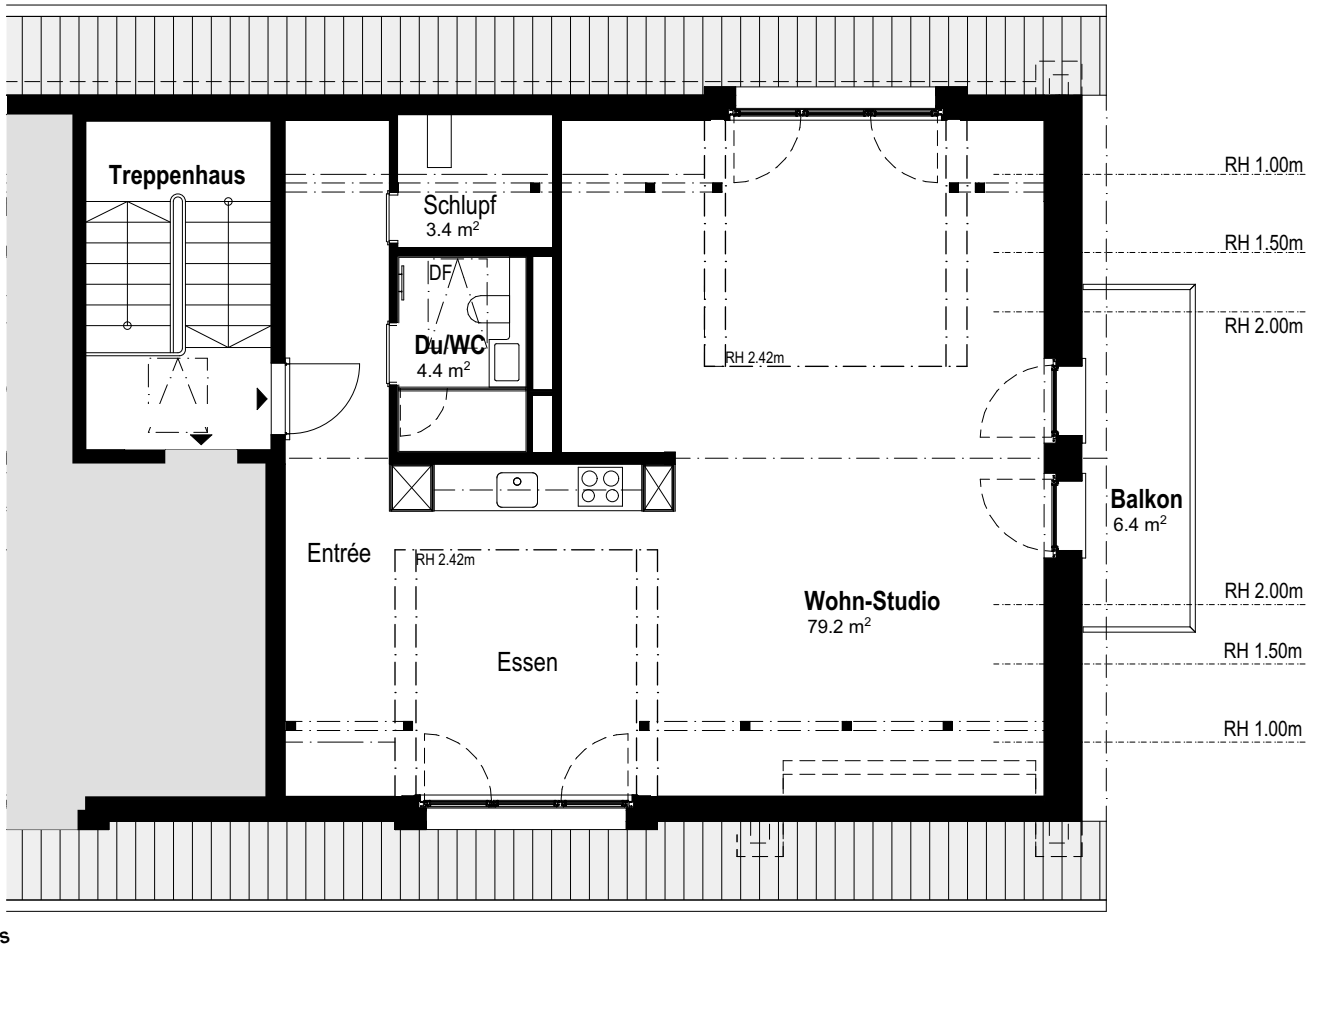 Treppenhaus
RH 1.00m
Schlupf
3.4 m²
RH 1.50m
DF
RH 2.00m
Du/WC
4.4 m²
RH 2.42m
Balkon
6.4 m²
Entrée
RH 2.42m
RH 2.00m
Wohn-Studio
79.2 m²
RH 1.50m
Essen
RH 1.00m
s